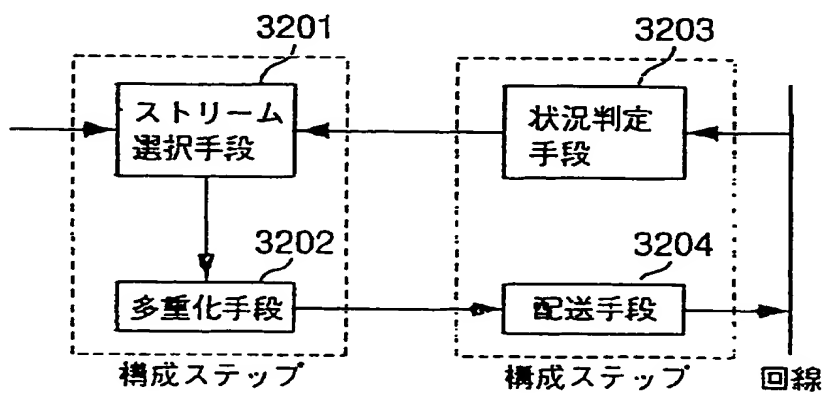 3201
ストリーム
選択手段
3202
多重化手段
構成ステップ
3203
状況判定
手段
3204
配送手段
構成ステップ
回線